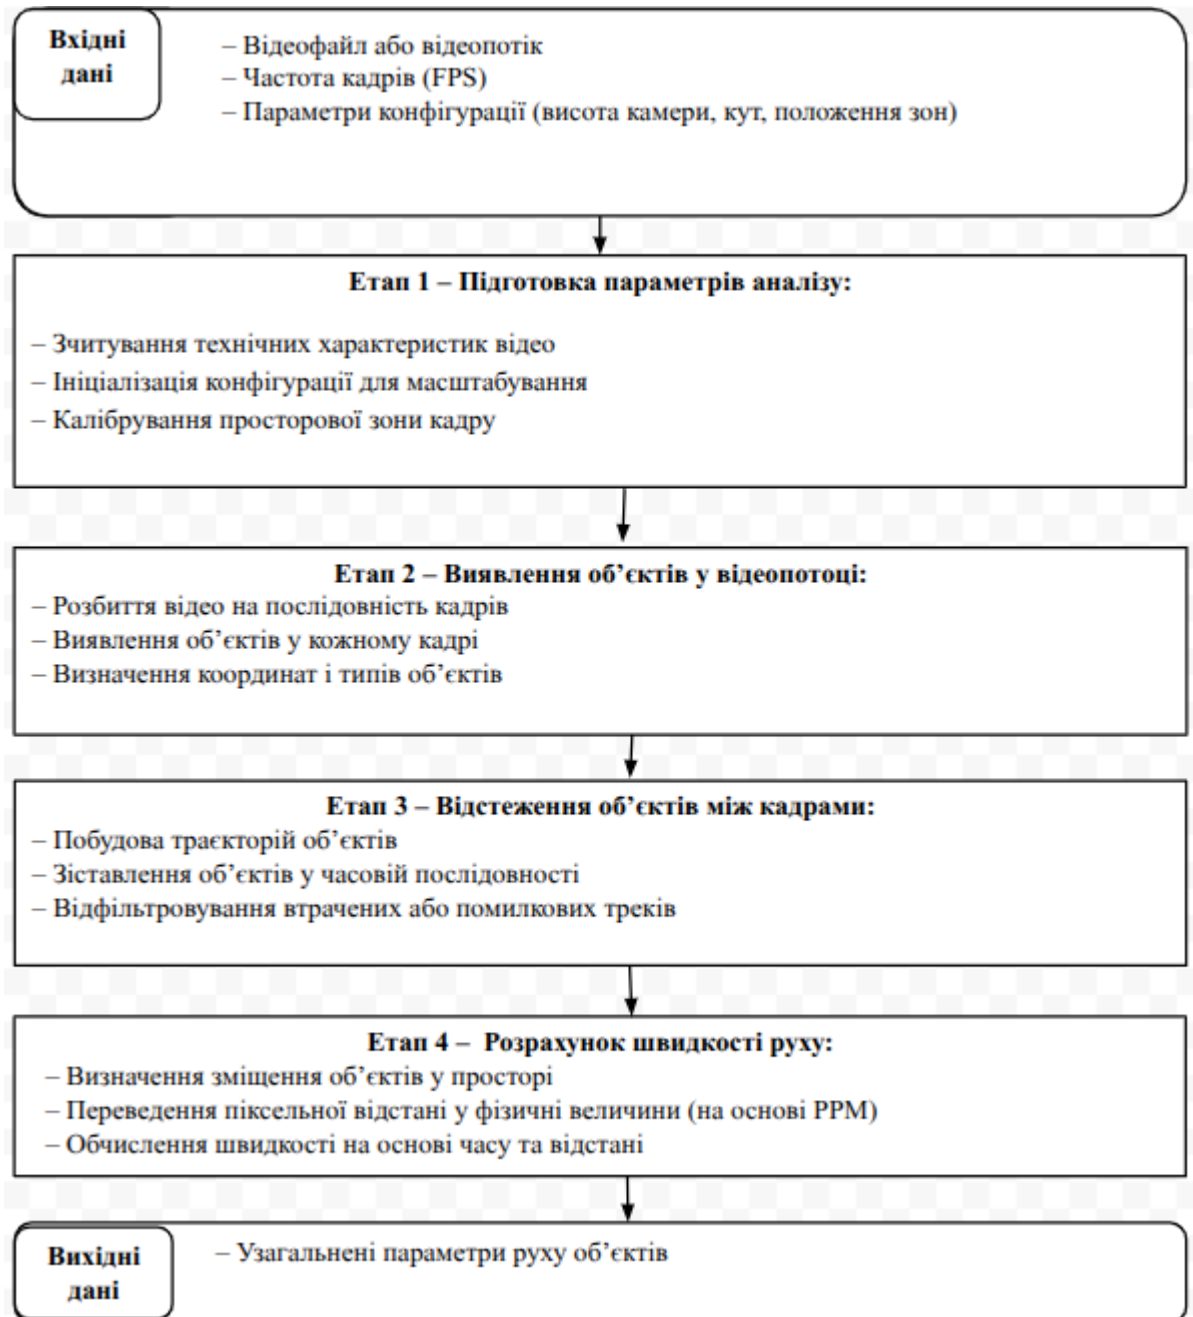 Вхідні
дані
– Відеофайл або відеопотік
– Частота кадрів (FPS)
– Параметри конфігурації (висота камери, кут, положення зон)
Етап 1 – Підготовка параметрів аналізу:
– Зчитування технічних характеристик відео
– Ініціалізація конфігурації для масштабування
– Калібрування просторової зони кадру
Етап 2 – Виявлення об’єктів у відеопотоці:
– Розбиття відео на послідовність кадрів
– Виявлення об’єктів у кожному кадрі
– Визначення координат і типів об’єктів
Етап 3 – Відстеження об’єктів між кадрами:
– Побудова траєкторій об’єктів
– Зіставлення об’єктів у часовій послідовності
– Відфільтровування втрачених або помилкових треків
Етап 4 – Розрахунок швидкості руху:
– Визначення зміщення об’єктів у просторі
– Переведення піксельної відстані у фізичні величини (на основі PPM)
– Обчислення швидкості на основі часу та відстані
Вихідні
дані
– Узагальнені параметри руху об’єктів